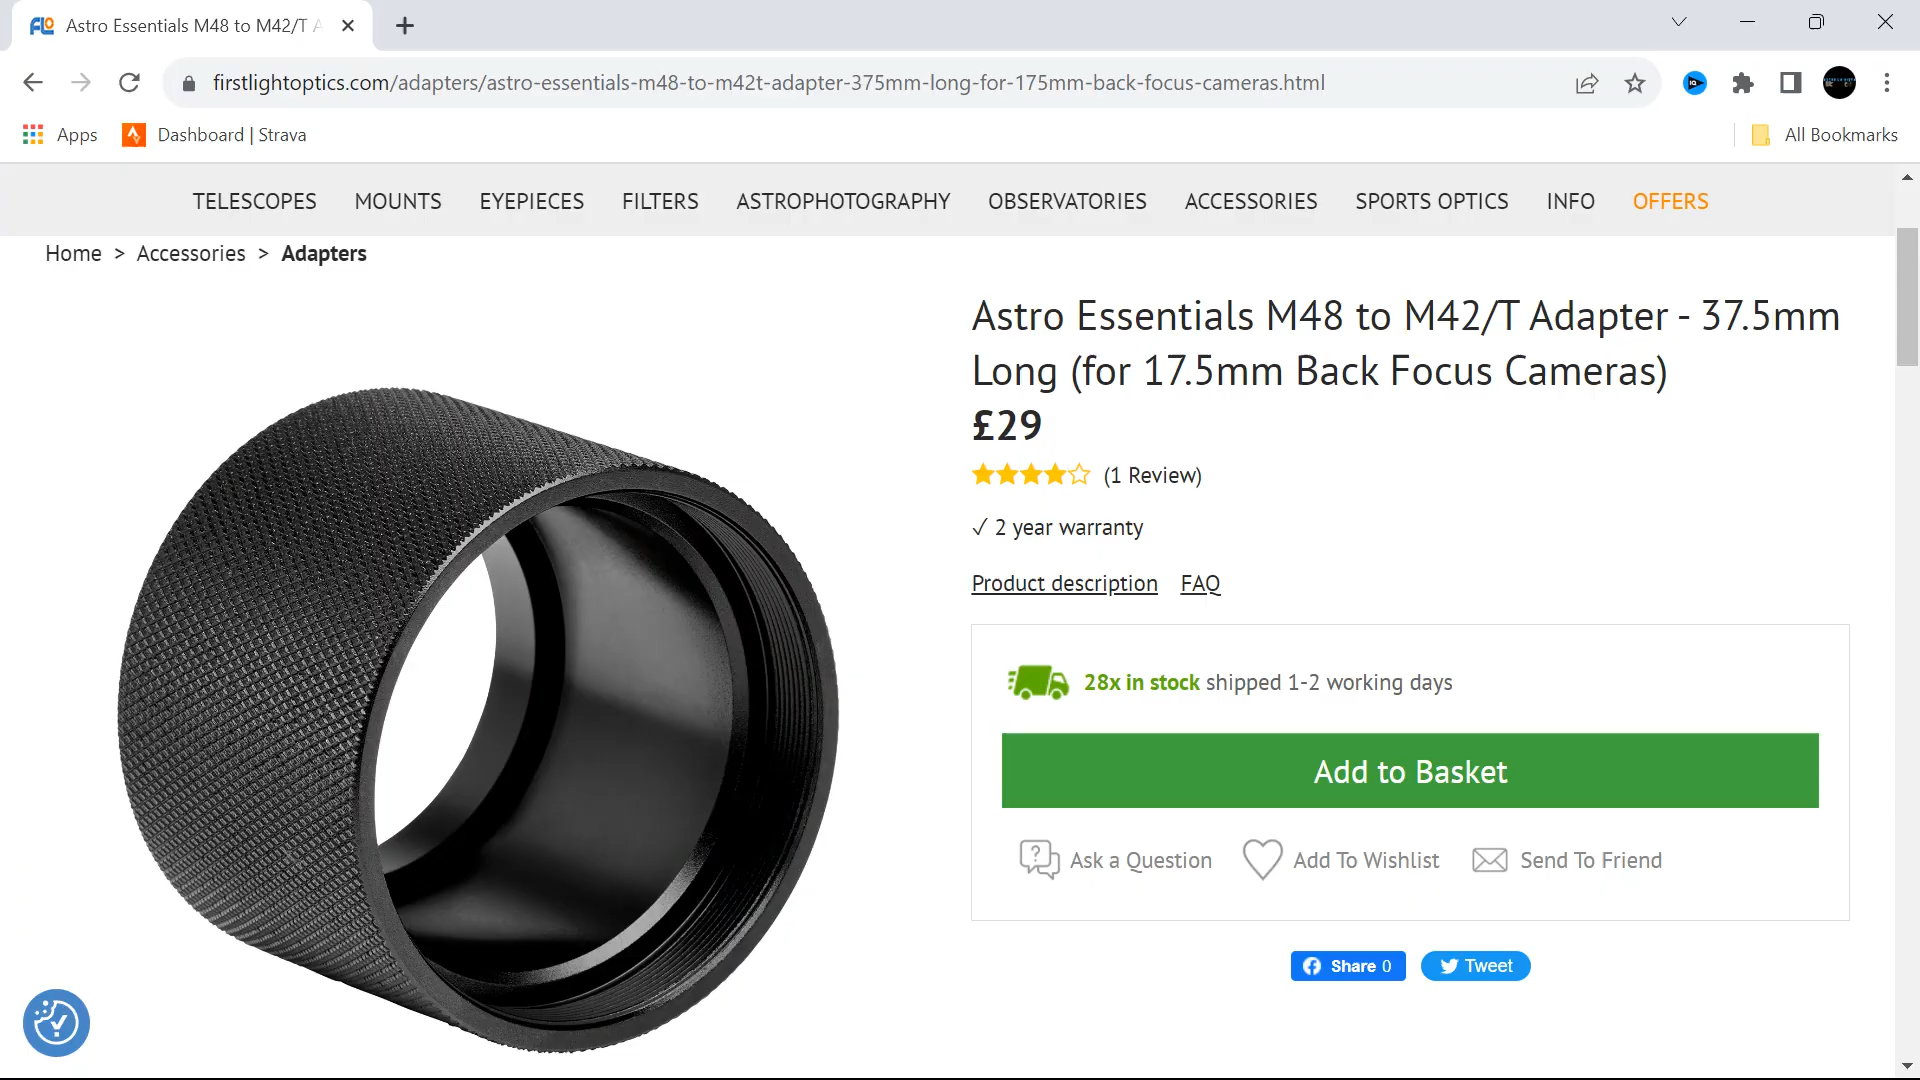 Astro Essentials M48 to M42/T A
firstlightoptics.com/adapters/astro-essentials-m48-to-m42t-adapter-375mm-long-for-175mm-back-focus-cameras.html
Apps
Dashboard | Strava
All Bookmarks
TELESCOPES MOUNTS EYEPIECES FILTERS ASTROPHOTOGRAPHY OBSERVATORIES ACCESSORIES SPORTS OPTICS INFO OFFERS
Home > Accessories > Adapters
Astro Essentials M48 to M42/T Adapter - 37.5mm
Long (for 17.5mm Back Focus Cameras)
£29
(1 Review)
✓ 2 year warranty
Product description FAQ
28x in stock shipped 1-2 working days
Add to Basket
Ask a Question Add To Wishlist Send To Friend
Share 0 Tweet